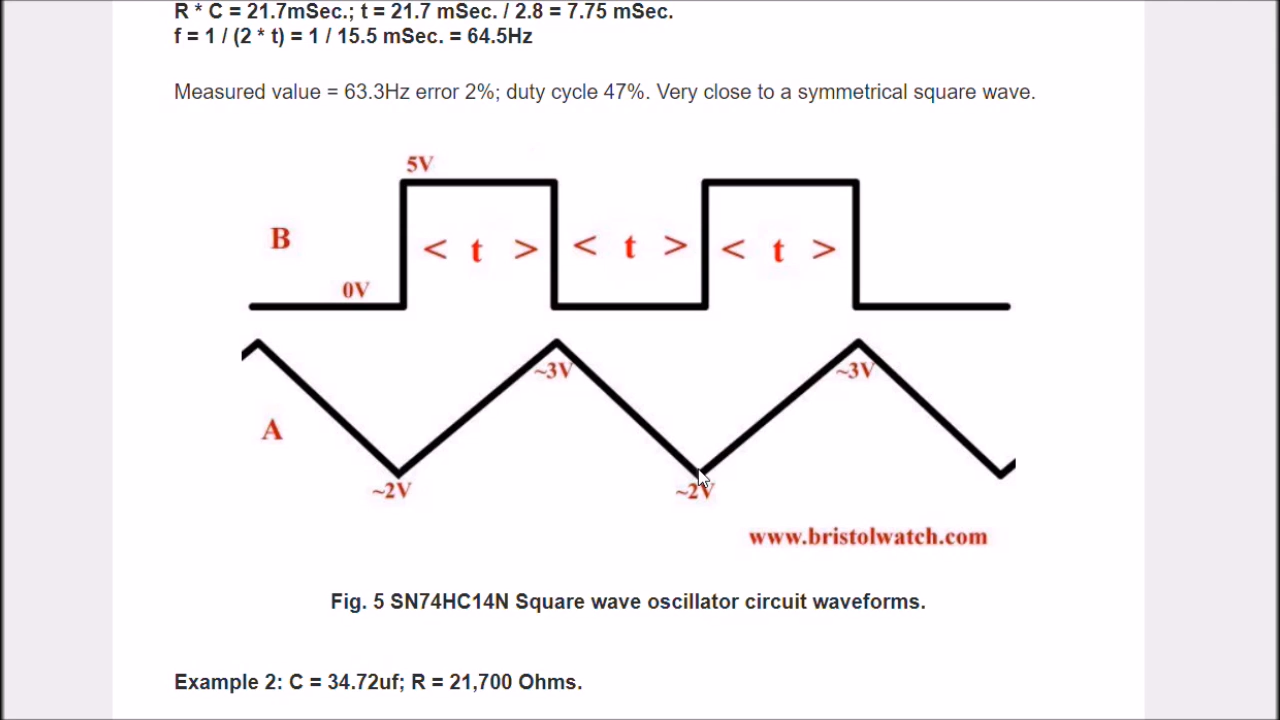 R * C = 21.7mSec.; t = 21.7 mSec. / 2.8 = 7.75 mSec.
f = 1 / (2 * t) = 1 / 15.5 mSec. = 64.5Hz
Measured value = 63.3Hz error 2%; duty cycle 47%. Very close to a symmetrical square wave.
5V
B
< t > < t > < t >
0V
~3V ~3V
A
~2V ~2V
www.bristolwatch.com
Fig. 5 SN74HC14N Square wave oscillator circuit waveforms.
Example 2: C = 34.72uf; R = 21,700 Ohms.